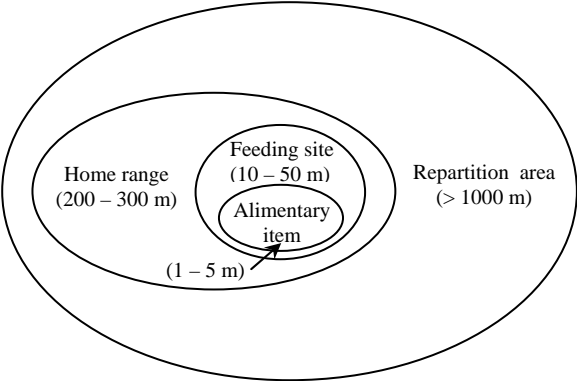 Feeding site
(10 – 50 m)
Home range
(200 – 300 m)
Repartition area
(> 1000 m)
Alimentary
item
(1 – 5 m)